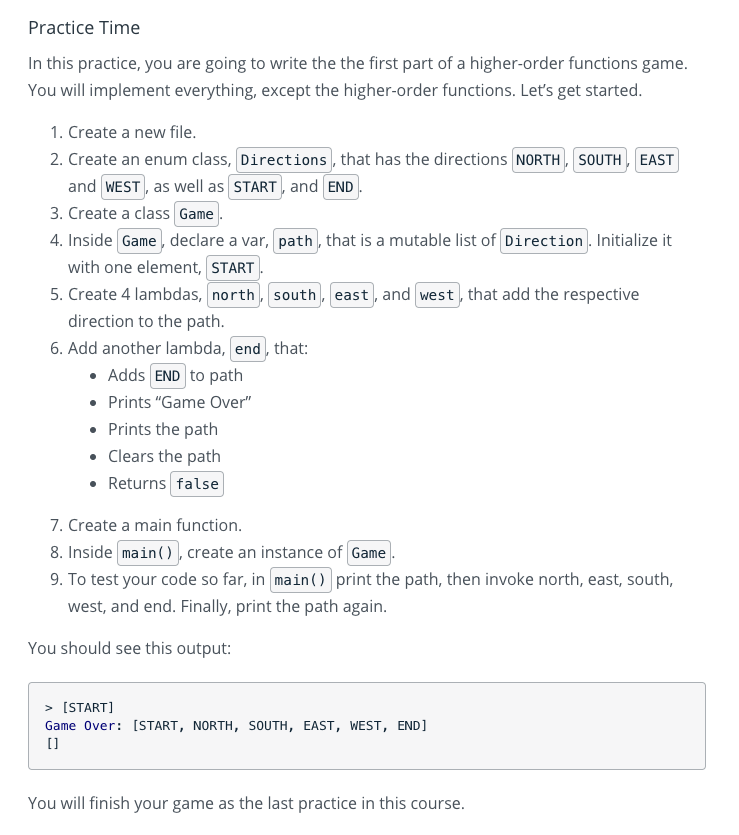 Practice Time
In this practice, you are going to write the the first part of a higher-order functions game.
You will implement everything, except the higher-order functions. Let’s get started.
1. Create a new file.
2. Create an enum class, Directions, that has the directions NORTH, SOUTH, EAST
and WEST, as well as START, and END.
3. Create a class Game.
4. Inside Game, declare a var, path, that is a mutable list of Direction. Initialize it
with one element, START.
5. Create 4 lambdas, north, south, east, and west, that add the respective
direction to the path.
6. Add another lambda, end, that:
• Adds END to path
• Prints “Game Over”
• Prints the path
• Clears the path
• Returns false
7. Create a main function.
8. Inside main(), create an instance of Game.
9. To test your code so far, in main() print the path, then invoke north, east, south,
west, and end. Finally, print the path again.
You should see this output:
> [START]
Game Over: [START, NORTH, SOUTH, EAST, WEST, END]
[]
You will finish your game as the last practice in this course.